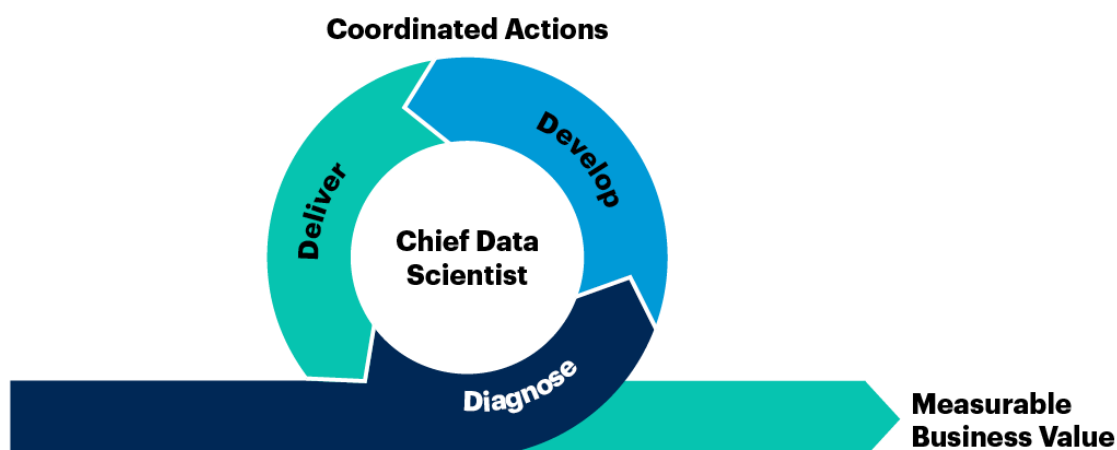 Coordinated Actions
Develop
Deliver
Chief Data
Scientist
Diagnose
Measurable
Business Value